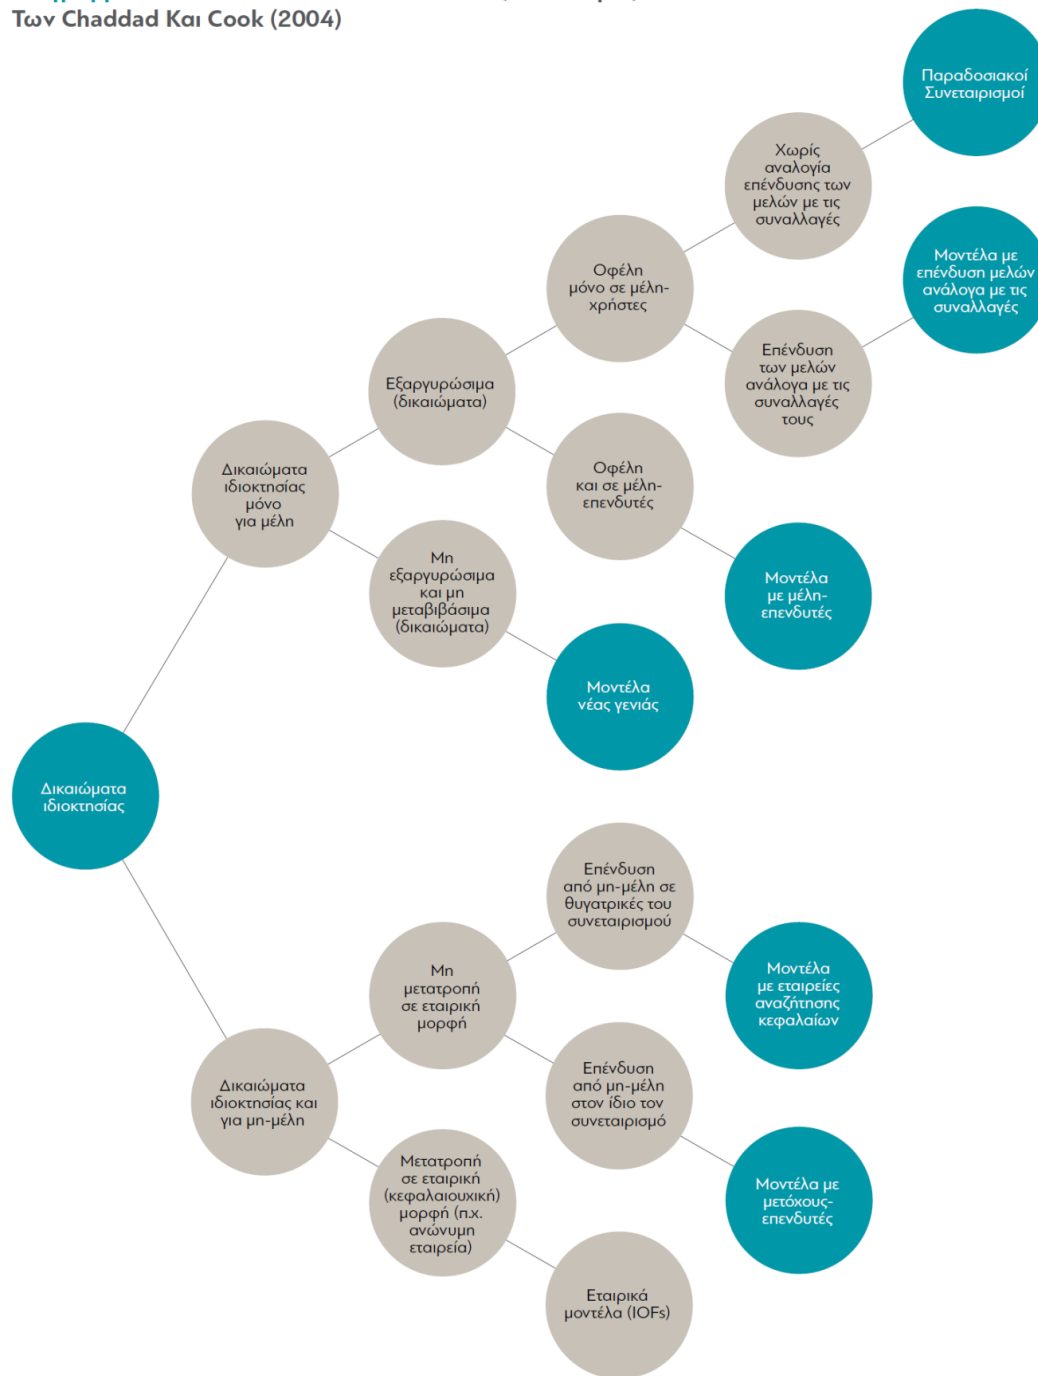 Των Chaddad Και Cook (2004)
Παραδοσιακοί
Συνεταιρισμοί
Χωρίς
αναλογία
επένδυσης των
μελών με τις
συναλλαγές
Μοντέλα με
επένδυση μελών
ανάλογα με τις
συναλλαγές
Οφέλη
μόνο σε μέλη-
χρήστες
Επένδυση
των μελών
ανάλογα με τις
συναλλαγές
τους
Εξαργυρώσιμα
(δικαιώματα)
Οφέλη
και σε μέλη-
επενδυτές
Δικαιώματα
ιδιοκτησίας
μόνο
για μέλη
Μη
εξαργυρώσιμα
και μη
μεταβιβάσιμα
(δικαιώματα)
Μοντέλα
με μέλη-
επενδυτές
Μοντέλα
νέας γενιάς
Δικαιώματα
ιδιοκτησίας
Επένδυση
από μη-μέλη σε
θυγατρικές του
συνεταιρισμού
Μη
μετατροπή
σε εταιρική
μορφή
Μοντέλα
με εταιρείες
αναζήτησης
κεφαλαίων
Δικαιώματα
ιδιοκτησίας και
για μη-μέλη
Επένδυση
από μη-μέλη
στον ίδιο τον
συνεταιρισμό
Μετατροπή
σε εταιρική
(κεφαλαιουχική)
μορφή (π.χ.
ανώνυμη
εταιρεία)
Μοντέλα με
μετόχους-
επενδυτές
Εταιρικά
μοντέλα (IOFs)